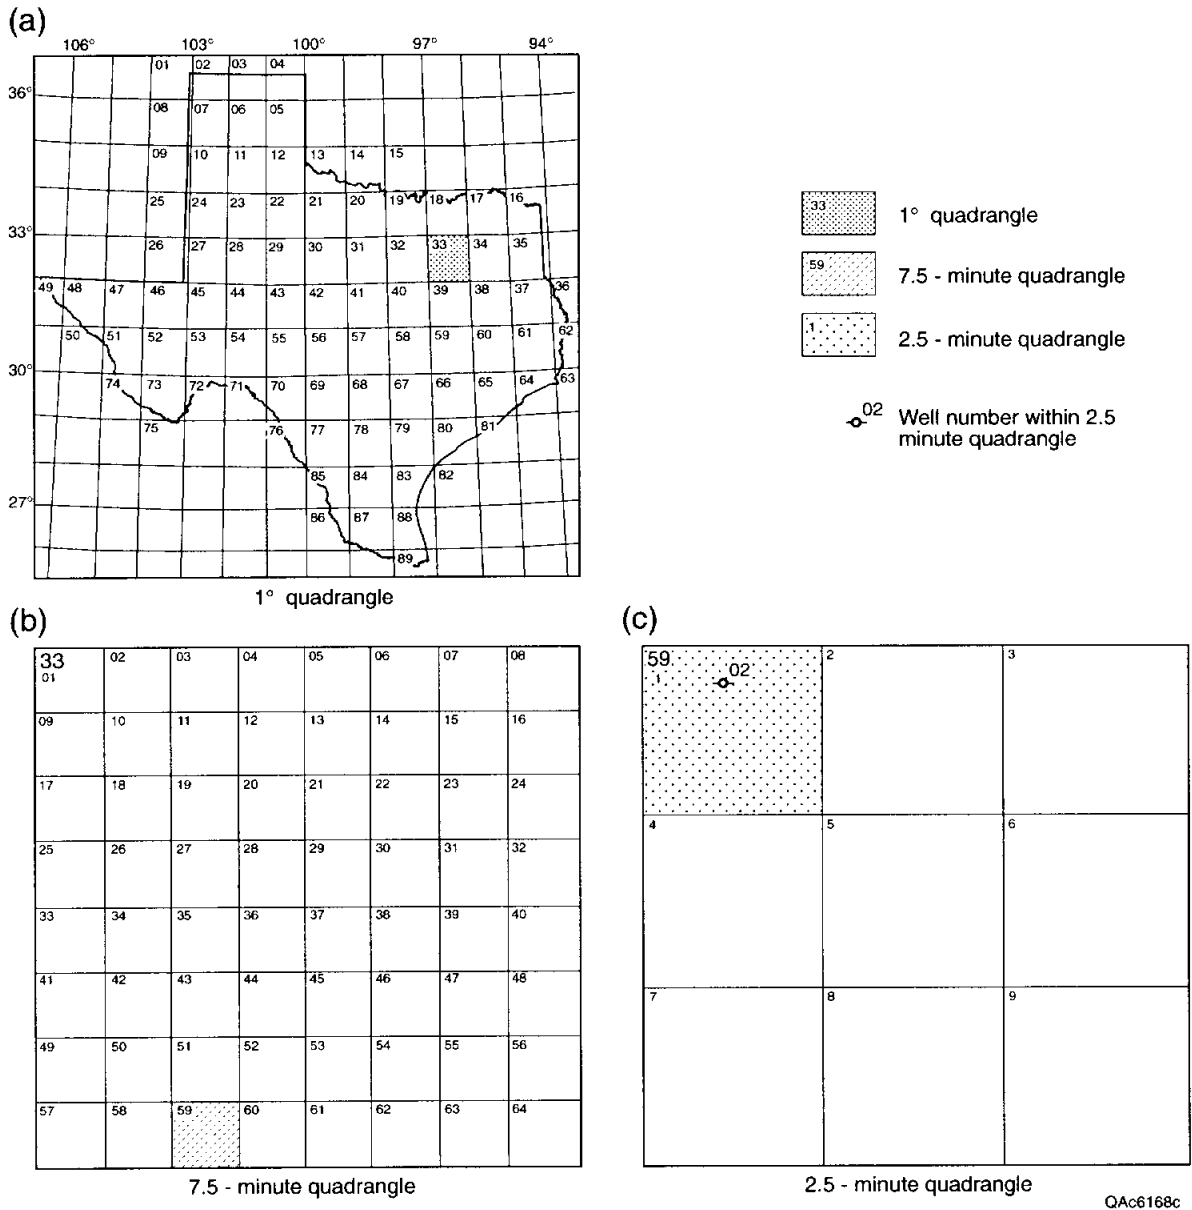 (a)
106° 103° 100° 97° 94°
01 02 03 04
36°
08 07 06 05
09 10 11 12 13 14 15
25 24 23 22 21 20 19 18 17 16
33°
26 27 28 29 30 31 32 33 34 35
49 48 47 46 45 44 43 42 41 40 39 38 37 36
50 51 52 53 54 55 56 57 58 59 60 61 62
30°
74 73 72 71 70 69 68 67 66 65 64 63
75 76 77 78 79 80 81
85 84 83 82
27°
86 87 88
89
1° quadrangle
33
1° quadrangle
59
7.5 - minute quadrangle
1
2.5 - minute quadrangle
02
Well number within 2.5
minute quadrangle
(b)
33
01 02 03 04 05 06 07 08
09 10 11 12 13 14 15 16
17 18 19 20 21 22 23 24
25 26 27 28 29 30 31 32
33 34 35 36 37 38 39 40
41 42 43 44 45 46 47 48
49 50 51 52 53 54 55 56
57 58 59 60 61 62 63 64
7.5 - minute quadrangle
(c)
59
02
1 2 3
4 5 6
7 8 9
2.5 - minute quadrangle
QAc6168c